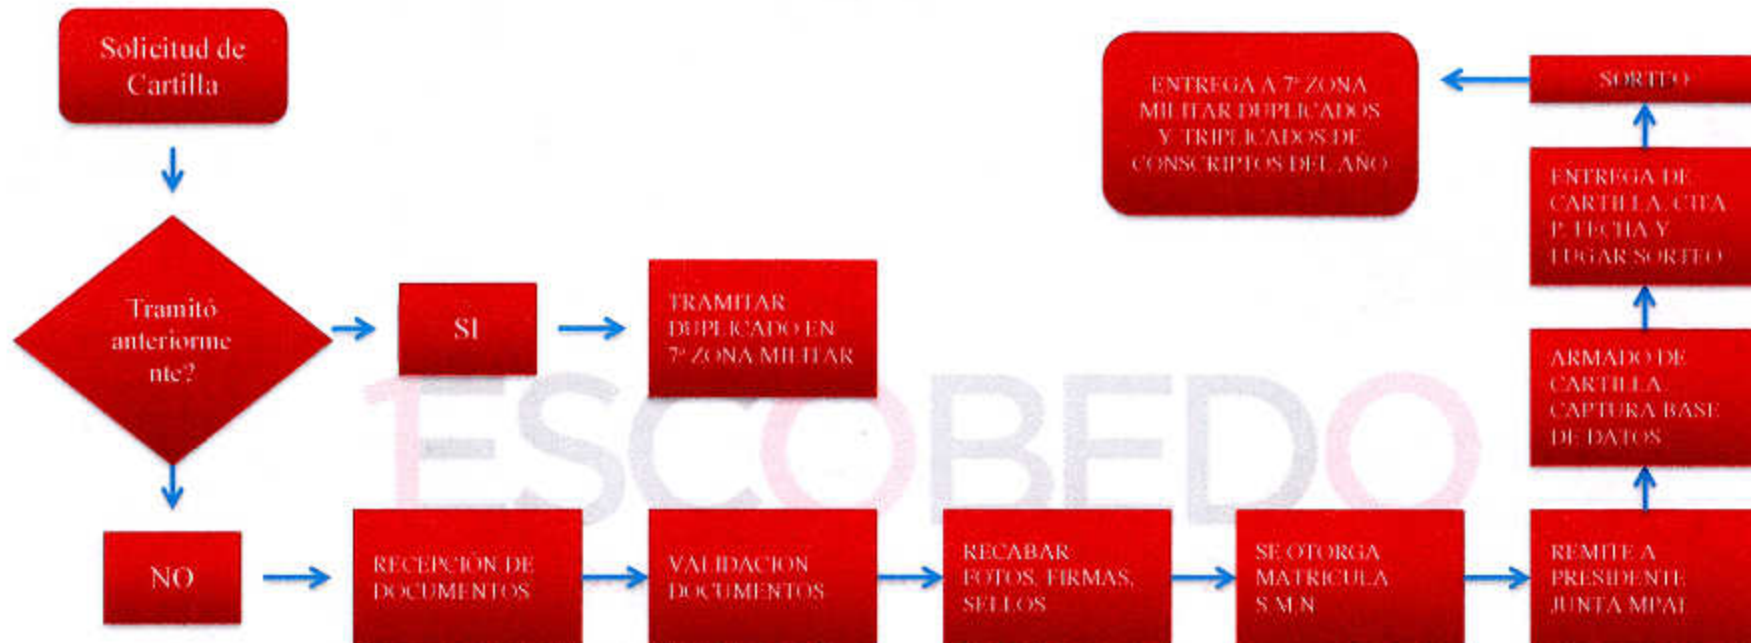 Solicitud de
Cartilla
Tramitó
anteriorme
nte?
SI
TRAMITAR
DUPLICADO EN
7ª ZONA MILITAR
NO
RECEPCIÓN DE
DOCUMENTOS
VALIDACION
DOCUMENTOS
RECABAR
FOTOS, FIRMAS,
SELLOS
SE OTORGA
MATRICULA
S.M.N
REMITE A
PRESIDENTE
JUNTA MPAL
ARMADO DE
CARTILLA.
CAPTURA BASE
DE DATOS
ENTREGA DE
CARTILLA. CITA
P. FECHA Y
LUGAR SORTEO
SORTEO
ENTREGA A 7ª ZONA
MILITAR DUPLICADOS
Y TRIPLICADOS DE
CONSCRIPTOS DEL AÑO
ESCOBEDO